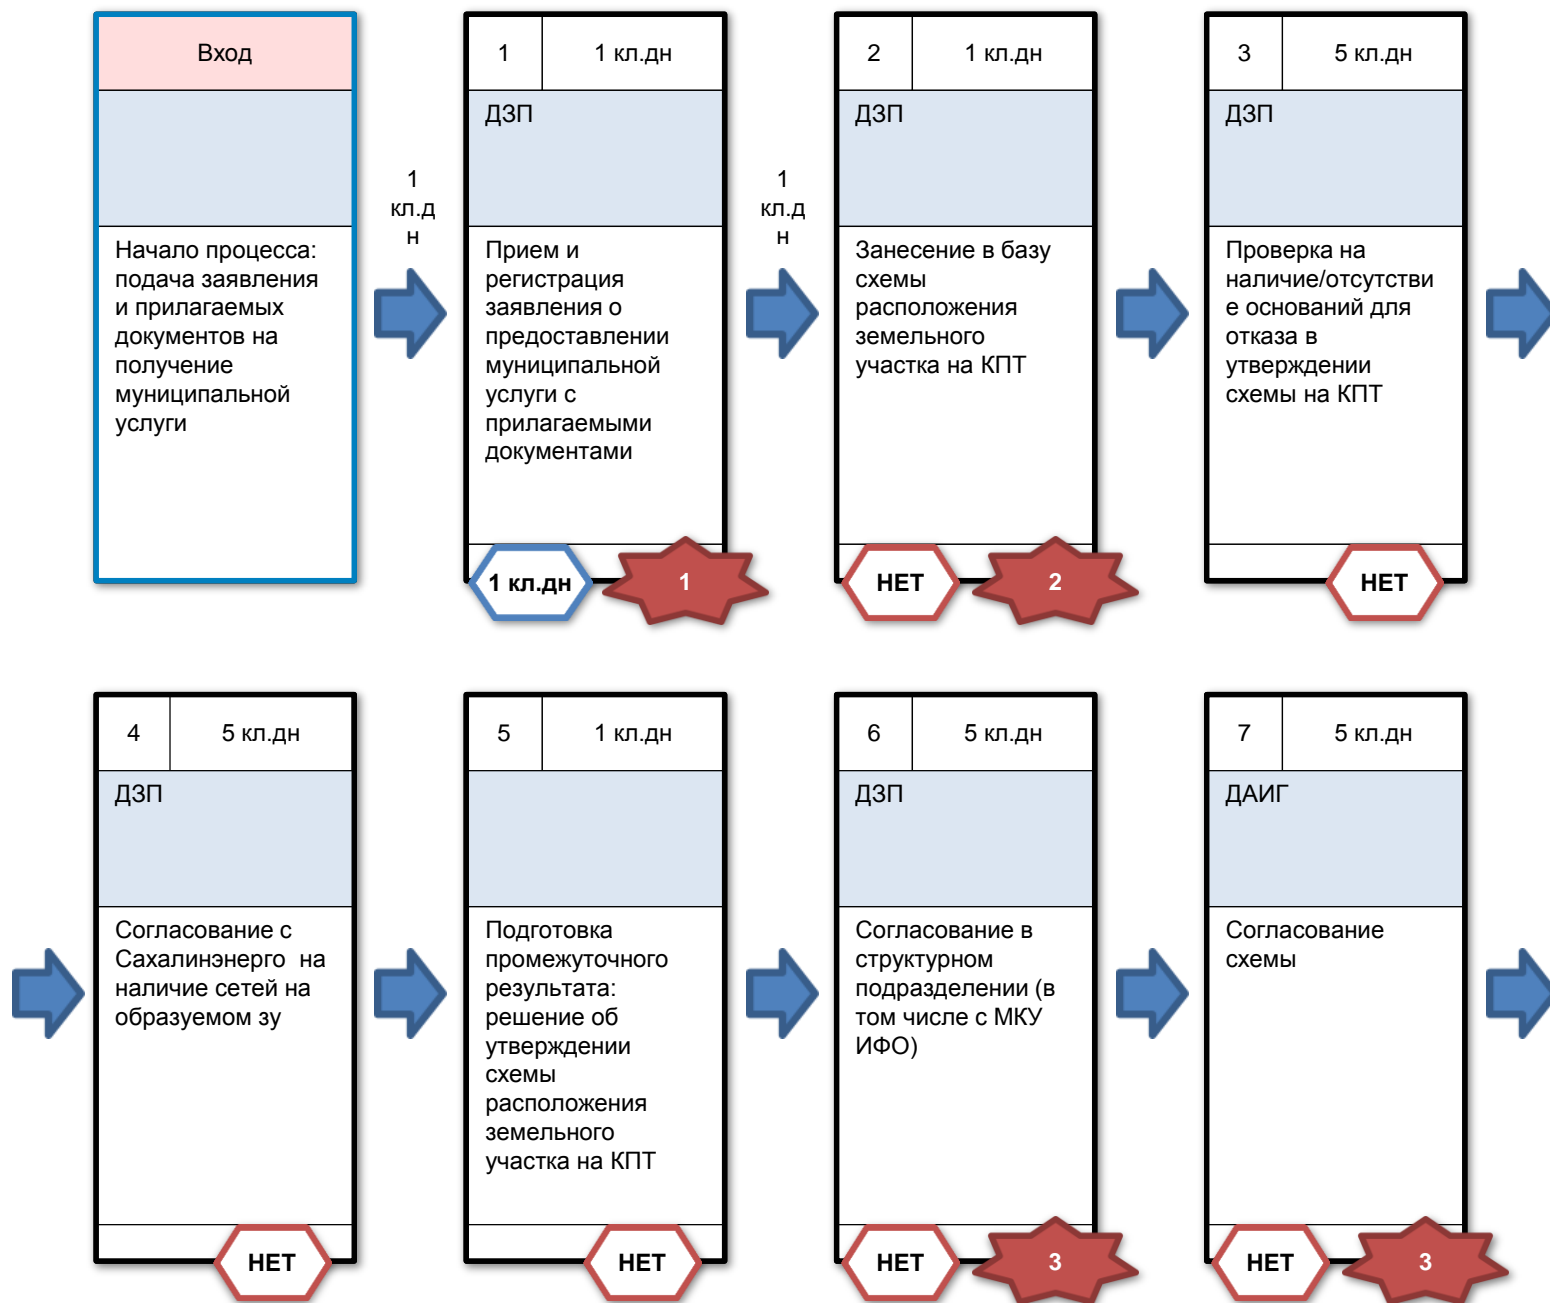 Вход
Начало процесса:
подача заявления
и прилагаемых
документов на
получение
муниципальной
услуги
1
кл.д
н
1
1 кл.дн
ДЗП
Прием и
регистрация
заявления о
предоставлении
муниципальной
услуги с
прилагаемыми
документами
1 кл.дн
1
1
кл.д
н
2
1 кл.дн
ДЗП
Занесение в базу
схемы
расположения
земельного
участка на КПТ
НЕТ
2
3
5 кл.дн
ДЗП
Проверка на
наличие/отсутстви
е оснований для
отказа в
утверждении
схемы на КПТ
НЕТ
4
5 кл.дн
ДЗП
Согласование с
Сахалинэнерго на
наличие сетей на
образуемом зу
НЕТ
5
1 кл.дн
Подготовка
промежуточного
результата:
решение об
утверждении
схемы
расположения
земельного
участка на КПТ
НЕТ
6
5 кл.дн
ДЗП
Согласование в
структурном
подразделении (в
том числе с МКУ
ИФО)
НЕТ
3
7
5 кл.дн
ДАИГ
Согласование
схемы
НЕТ
3